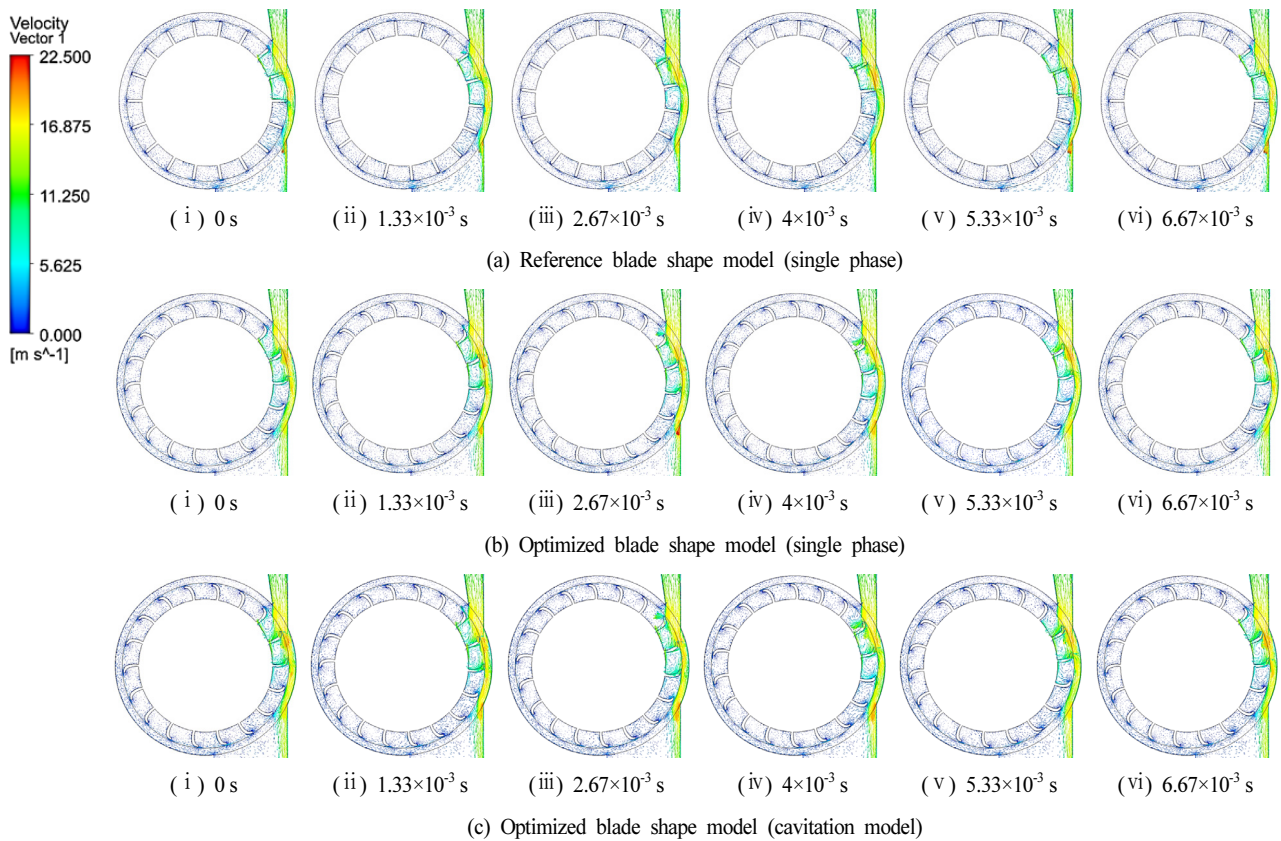 Velocity
Vector 1
22.500
16.875
11.250
5.625
0.000
[m s^-1]
(ⅰ) 0 s (ⅱ) 1.33×10⁻³ s (ⅲ) 2.67×10⁻³ s (ⅳ) 4×10⁻³ s (ⅴ) 5.33×10⁻³ s (ⅵ) 6.67×10⁻³ s
(a) Reference blade shape model (single phase)
(ⅰ) 0 s (ⅱ) 1.33×10⁻³ s (ⅲ) 2.67×10⁻³ s (ⅳ) 4×10⁻³ s (ⅴ) 5.33×10⁻³ s (ⅵ) 6.67×10⁻³ s
(b) Optimized blade shape model (single phase)
(ⅰ) 0 s (ⅱ) 1.33×10⁻³ s (ⅲ) 2.67×10⁻³ s (ⅳ) 4×10⁻³ s (ⅴ) 5.33×10⁻³ s (ⅵ) 6.67×10⁻³ s
(c) Optimized blade shape model (cavitation model)